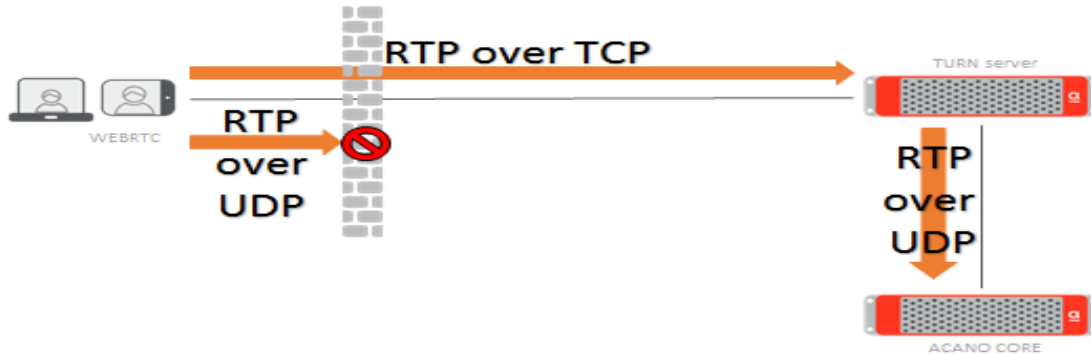 RTP over TCP
TURN server
WEBRTC
RTP
over
UDP
RTP
over
UDP
a
a
ACANO CORE